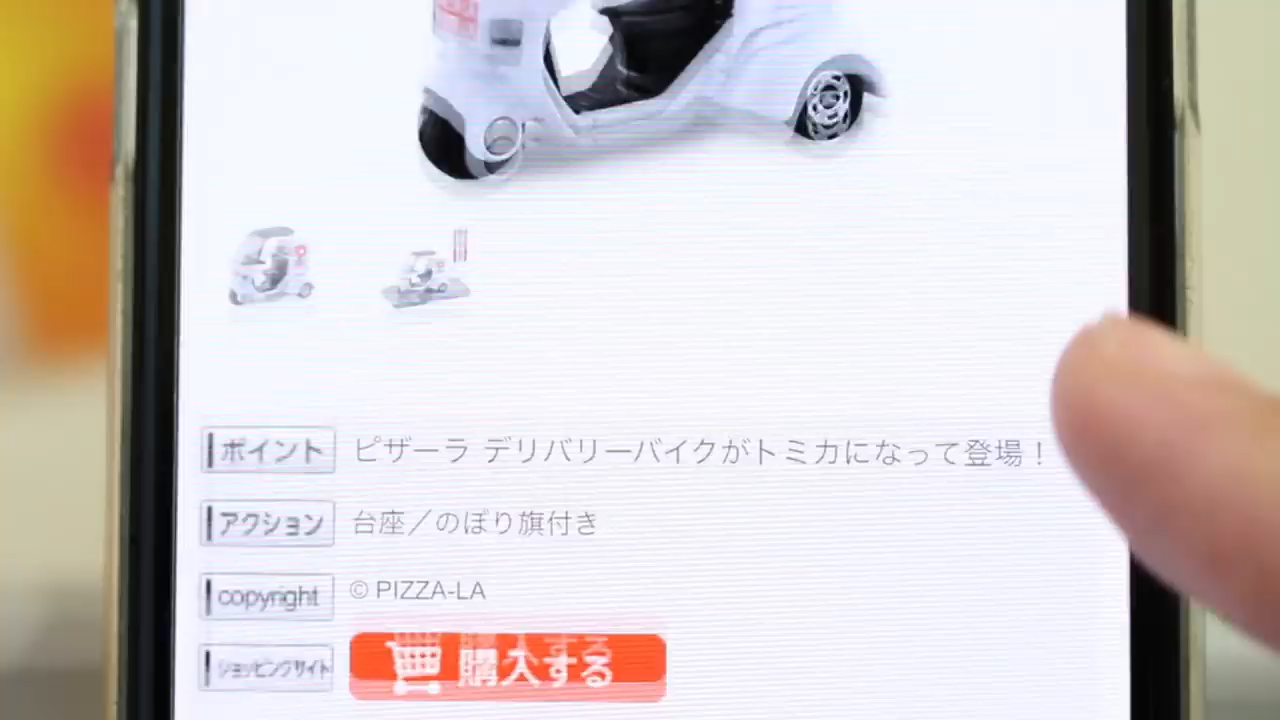 ポイント ピザーラ デリバリーバイクがトミカになって登場！
アクション 台座／のぼり旗付き
copyright © PIZZA-LA
ショッピングサイト 購入する